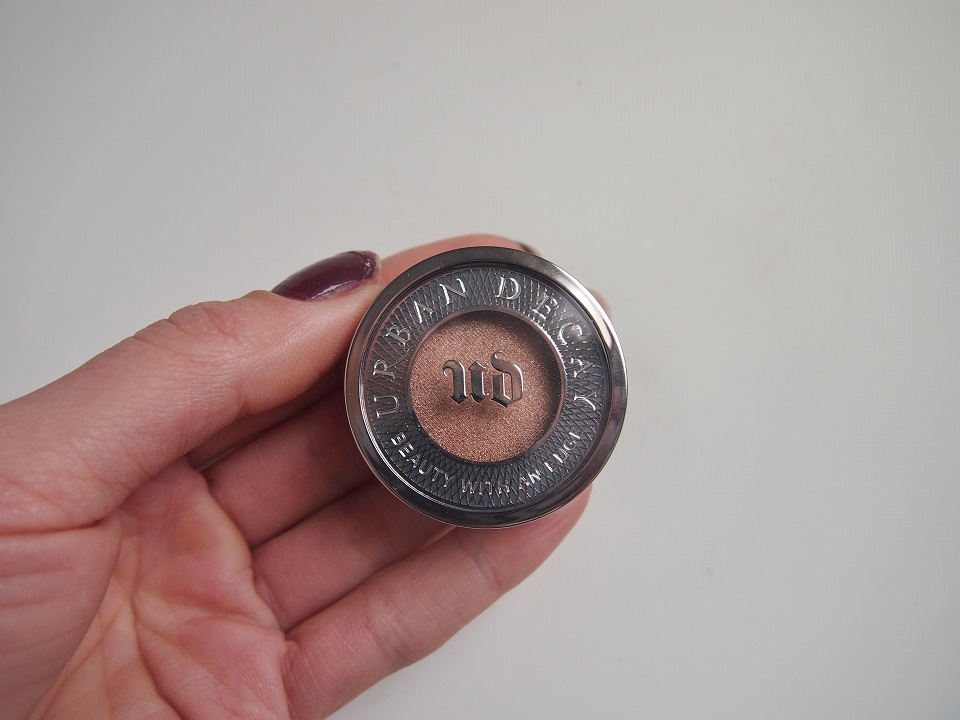 URBAN DECAY
ud
BEAUTY WITH AN EDGE